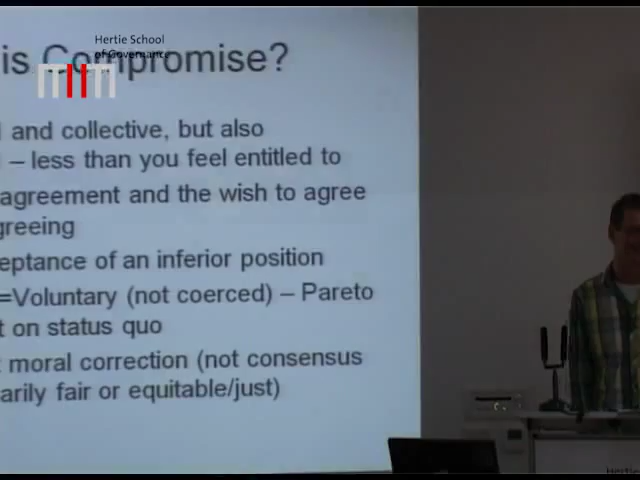 Hertie School
of Governance
is Compromise?
and collective, but also
– less than you feel entitled to
agreement and the wish to agree
greeing
eptance of an inferior position
=Voluntary (not coerced) – Pareto
t on status quo
moral correction (not consensus
arily fair or equitable/just)